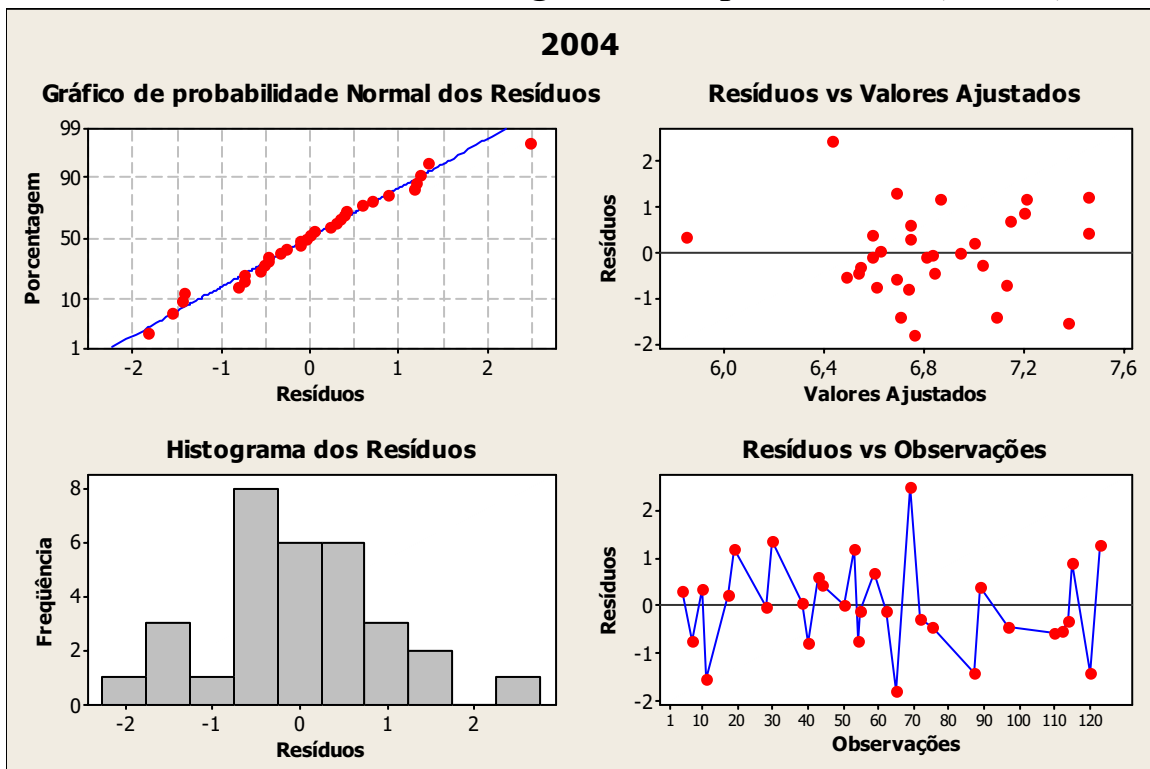 2004
Gráfico de probabilidade Normal dos Resíduos
Porcentagem
99
90
50
10
1
-2 -1 0 1 2
Resíduos
Resíduos vs Valores Ajustados
Resíduos
2
1
0
-1
-2
6,0 6,4 6,8 7,2 7,6
Valores Ajustados
Histograma dos Resíduos
Freqüência
8
6
4
2
0
-2 -1 0 1 2
Resíduos
Resíduos vs Observações
Resíduos
2
1
0
-1
-2
1 10 20 30 40 50 60 70 80 90 100 110 120
Observações